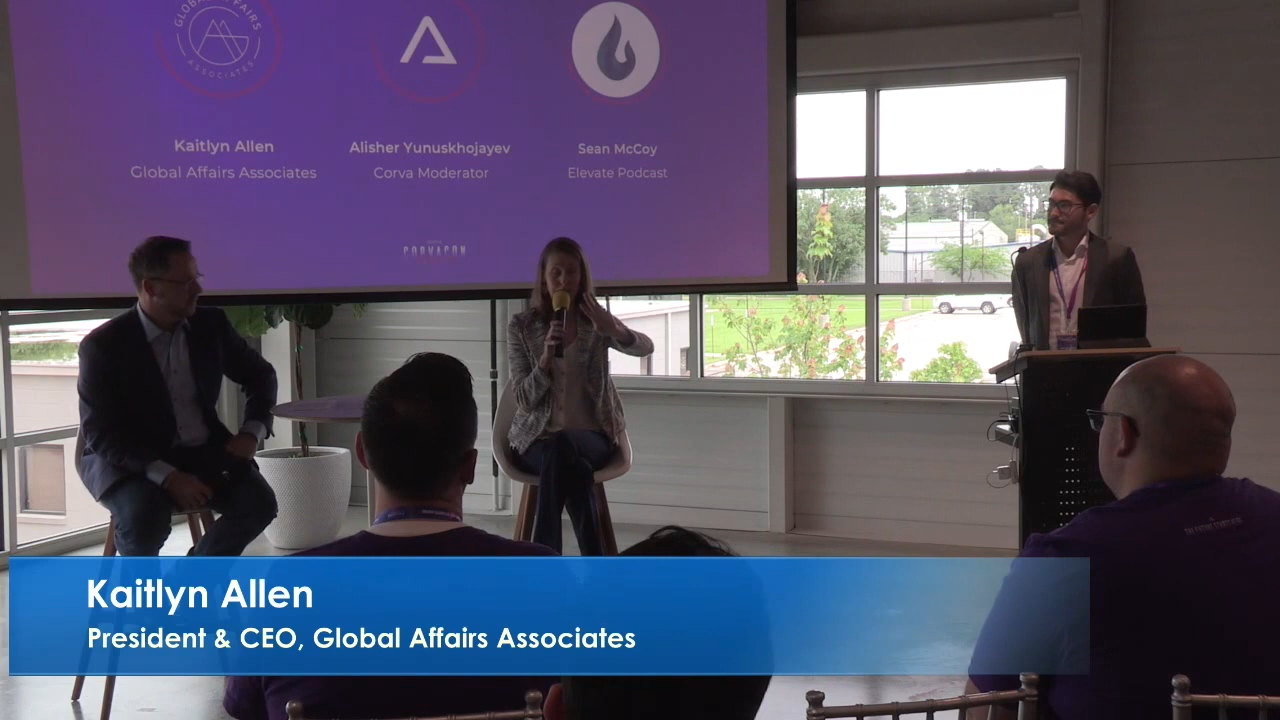 GLOBAL AFFAIRS
ASSOCIATES
Kaitlyn Allen
Global Affairs Associates
Alisher Yunuskhojayev
Corva Moderator
Sean McCoy
Elevate Podcast
CORVACON
Kaitlyn Allen
President & CEO, Global Affairs Associates